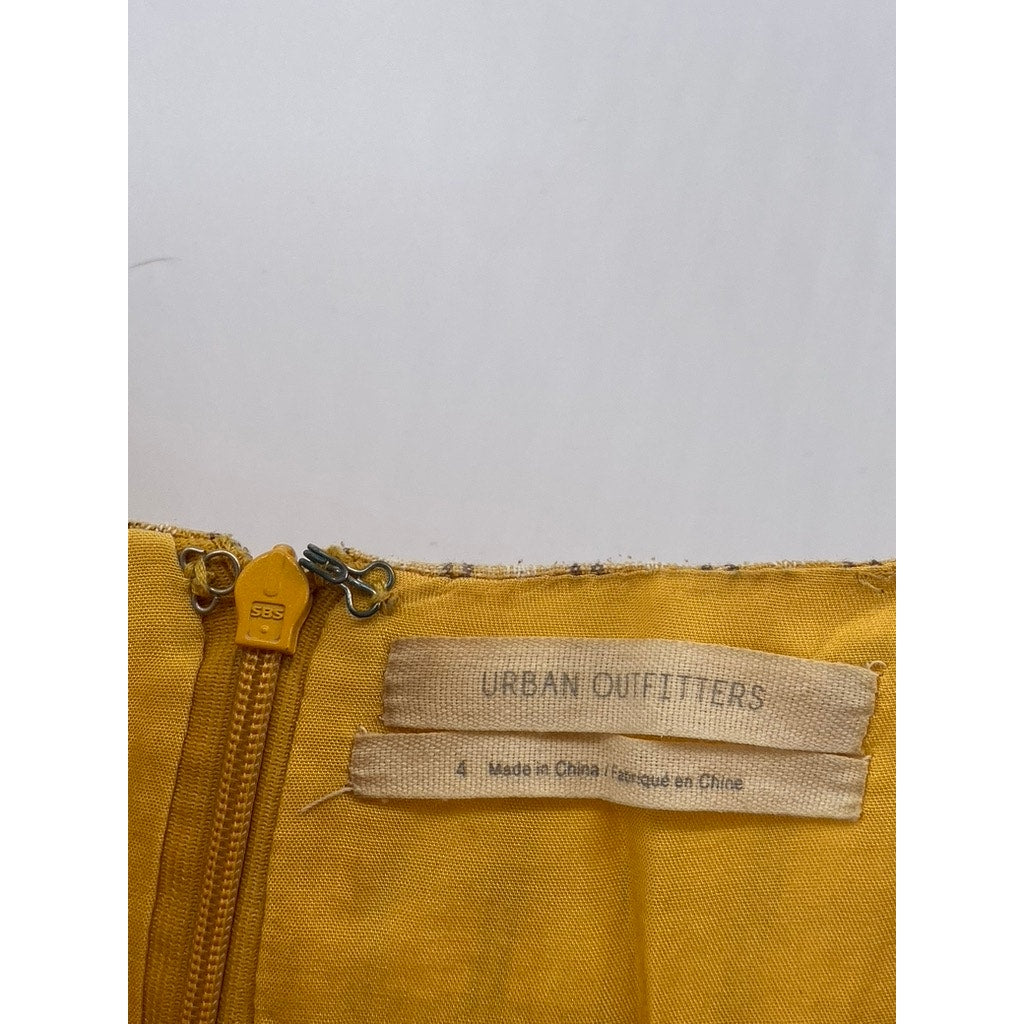 SBS
URBAN OUTFITTERS
4 Made in China / Fabriqué en Chine